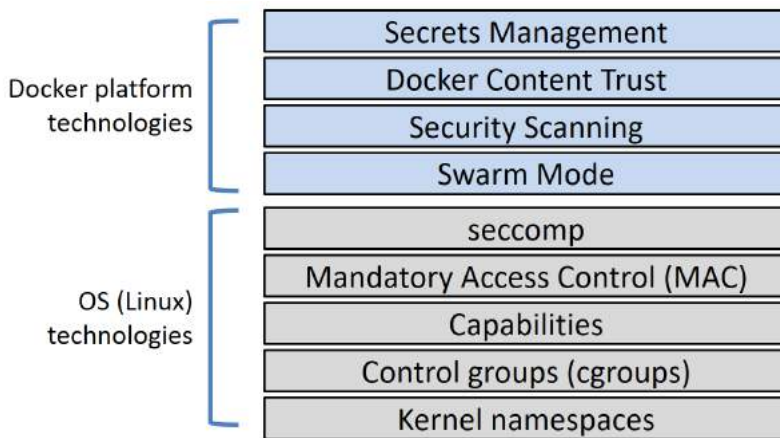 Docker platform
technologies
Secrets Management
Docker Content Trust
Security Scanning
Swarm Mode
OS (Linux)
technologies
seccomp
Mandatory Access Control (MAC)
Capabilities
Control groups (cgroups)
Kernel namespaces